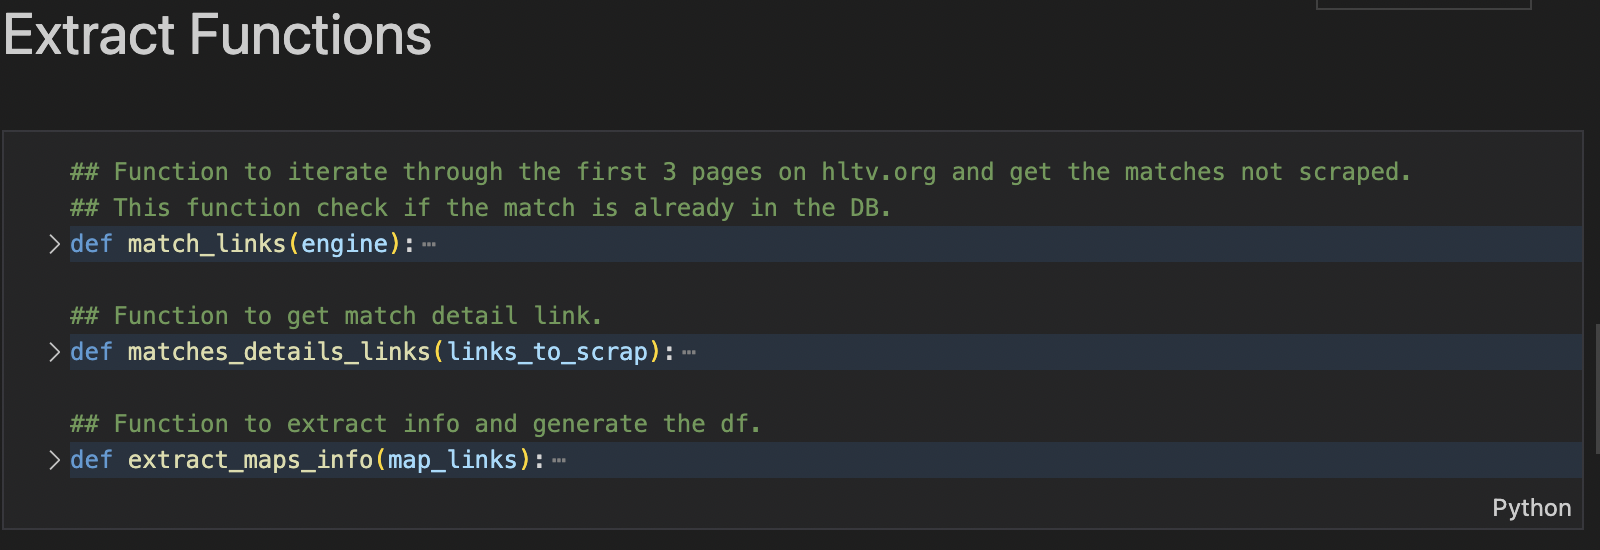 Extract Functions
## Function to iterate through the first 3 pages on hltv.org and get the matches not scraped.
## This function check if the match is already in the DB.
def match_links(engine):⋯
## Function to get match detail link.
def matches_details_links(links_to_scrap):⋯
## Function to extract info and generate the df.
def extract_maps_info(map_links):⋯
Python